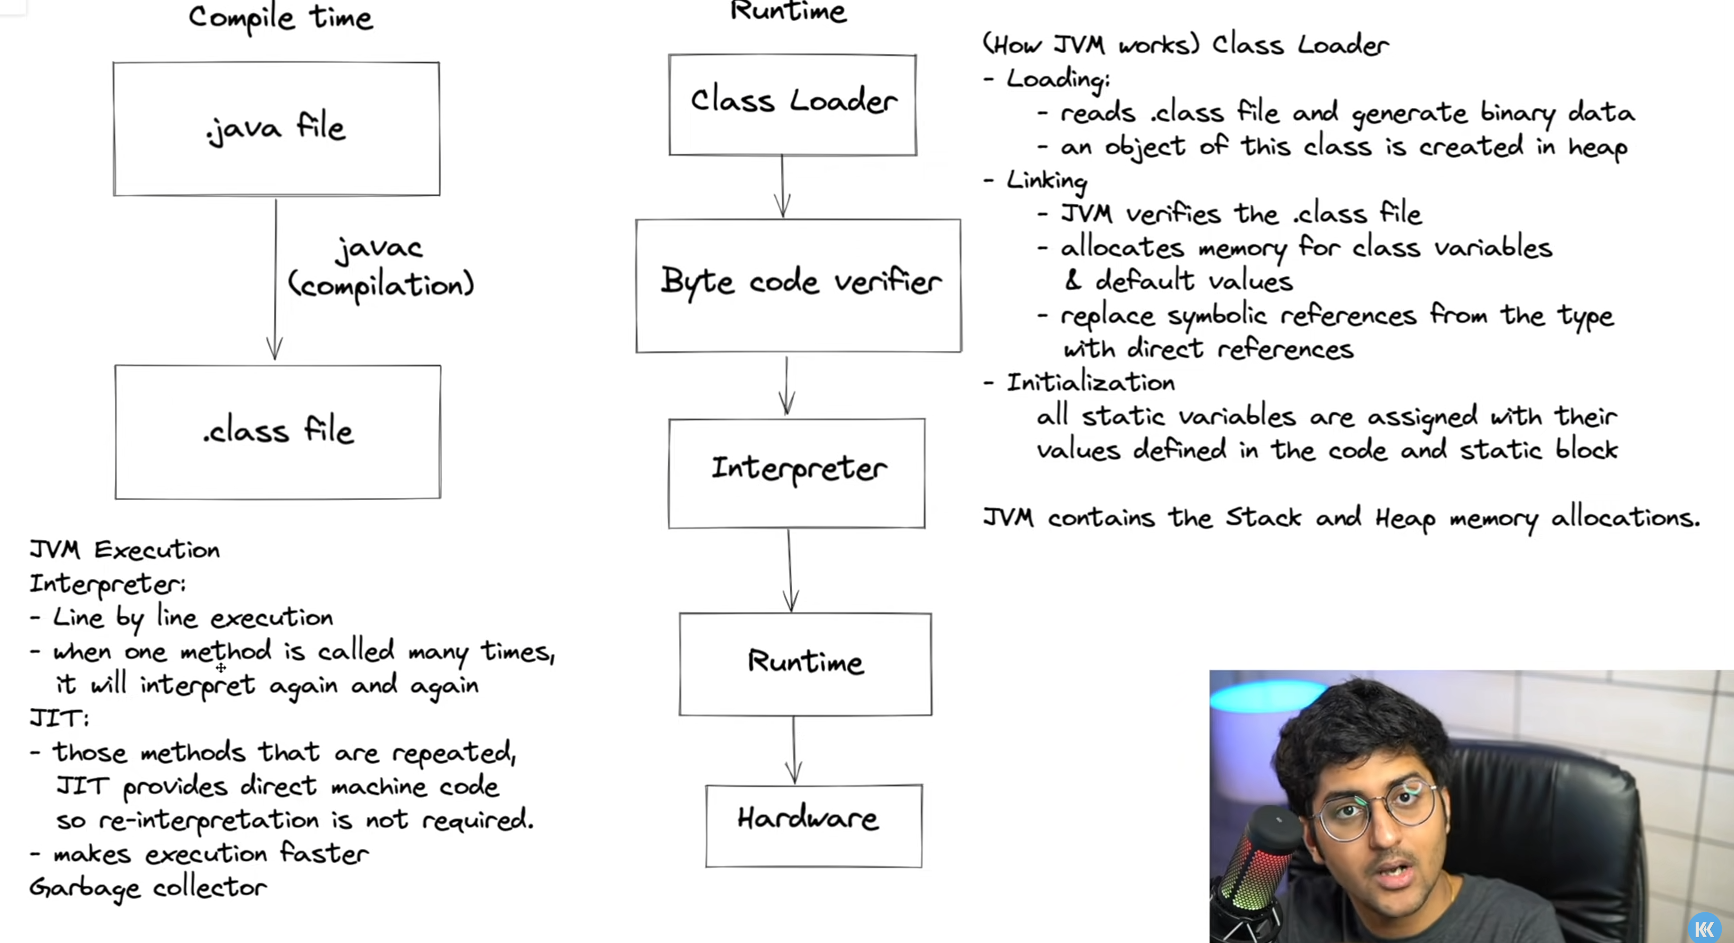 Compile time
.java file
javac
(compilation)
.class file
JVM Execution
Interpreter:
- Line by line execution
- when one method is called many times,
it will interpret again and again
JIT:
- those methods that are repeated,
JIT provides direct machine code
so re-interpretation is not required.
- makes execution faster
Garbage collector
Runtime
Class Loader
Byte code verifier
Interpreter
Runtime
Hardware
(How JVM works) Class Loader
- Loading:
- reads .class file and generate binary data
- an object of this class is created in heap
- Linking
- JVM verifies the .class file
- allocates memory for class variables
& default values
- replace symbolic references from the type
with direct references
- Initialization
all static variables are assigned with their
values defined in the code and static block
JVM contains the Stack and Heap memory allocations.
KK